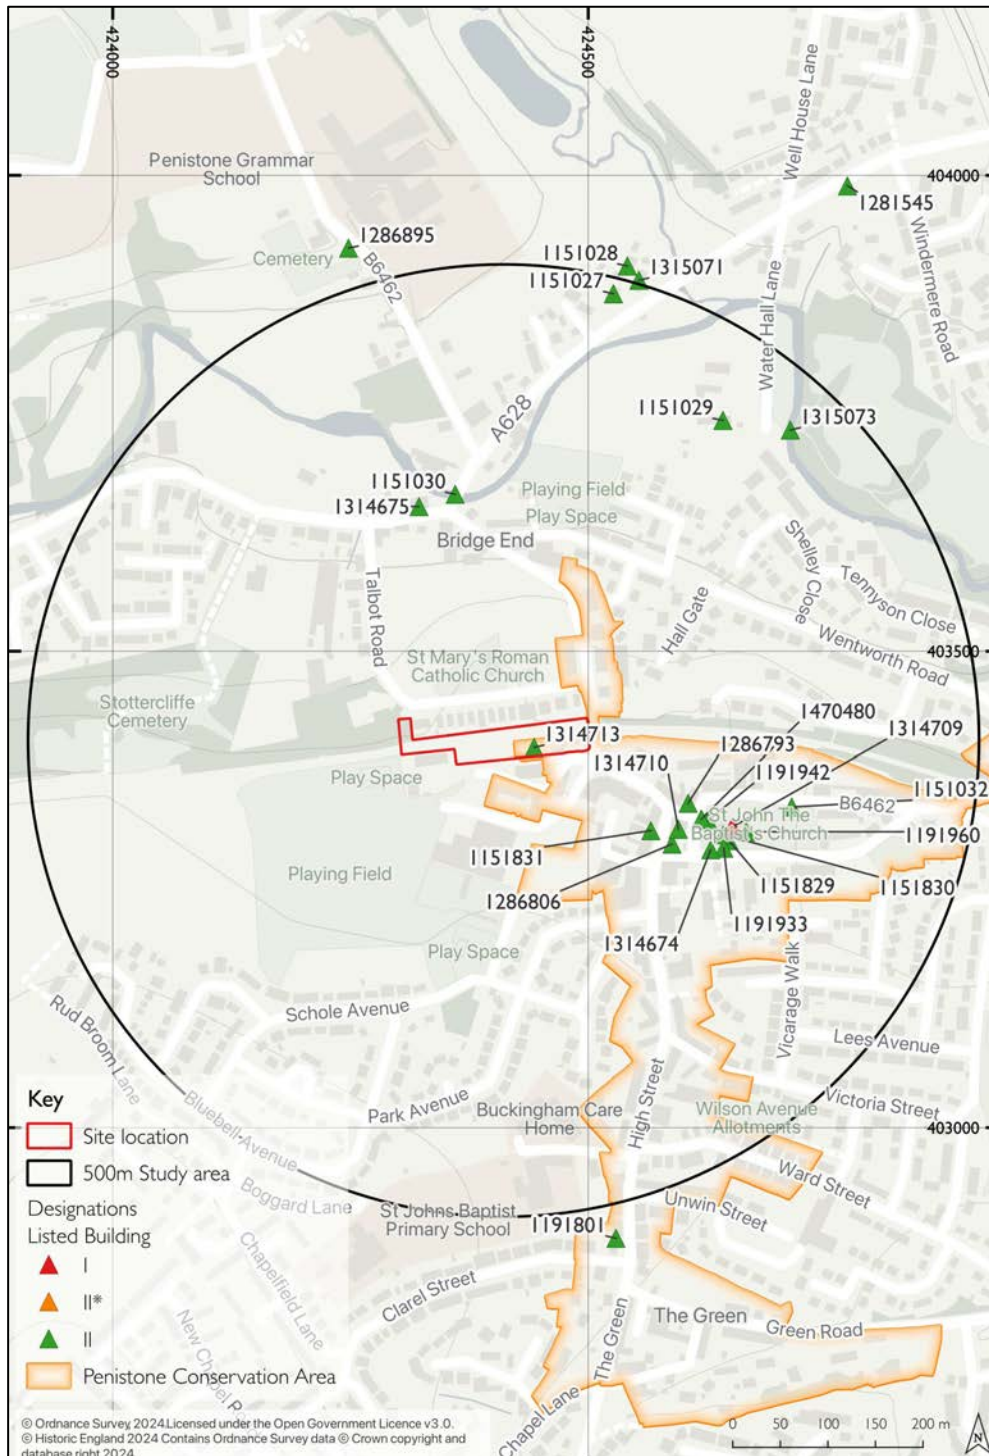 424000
424500
Well House Lane
Penistone Grammar
School
404000
1281545
Windermere Road
1286895
Cemetery
B6462
1151028
1315071
1151027
Water Hall Lane
A628
1151029
1315073
1151030
1314675
Playing Field
Play Space
Bridge End
Shelley Close
Tennyson Close
Talbot Road
Hall Gate
Wentworth Road
403500
St Mary's Roman
Catholic Church
Stottercliffe
Cemetery
1470480
1314709
1314713
1286793
1314710
1191942
1151032
Play Space
B6462
St John The
Baptist's Church
1191960
1151831
Playing Field
1286806
1151829
1151830
1191933
1314674
Play Space
Vicarage Walk
Schole Avenue
Rud Broom Lane
Lees Avenue
Bluebell Avenue
Park Avenue
Buckingham Care
Home
High Street
Wilson Avenue
Allotments
Victoria Street
403000
Ward Street
Boggard Lane
Unwin Street
St Johns Baptist
Primary School
1191801
Chapelfield Lane
Clarel Street
The Green
The Green
Green Road
New Chapel
Chapel Lane
Key
Site location
500m Study area
Designations
Listed Building
I
II*
II
Penistone Conservation Area
© Ordnance Survey, 2024.Licensed under the Open Government Licence v3.0.
© Historic England 2024 Contains Ordnance Survey data © Crown copyright and
database right 2024
0 50 100 150 200 m
N